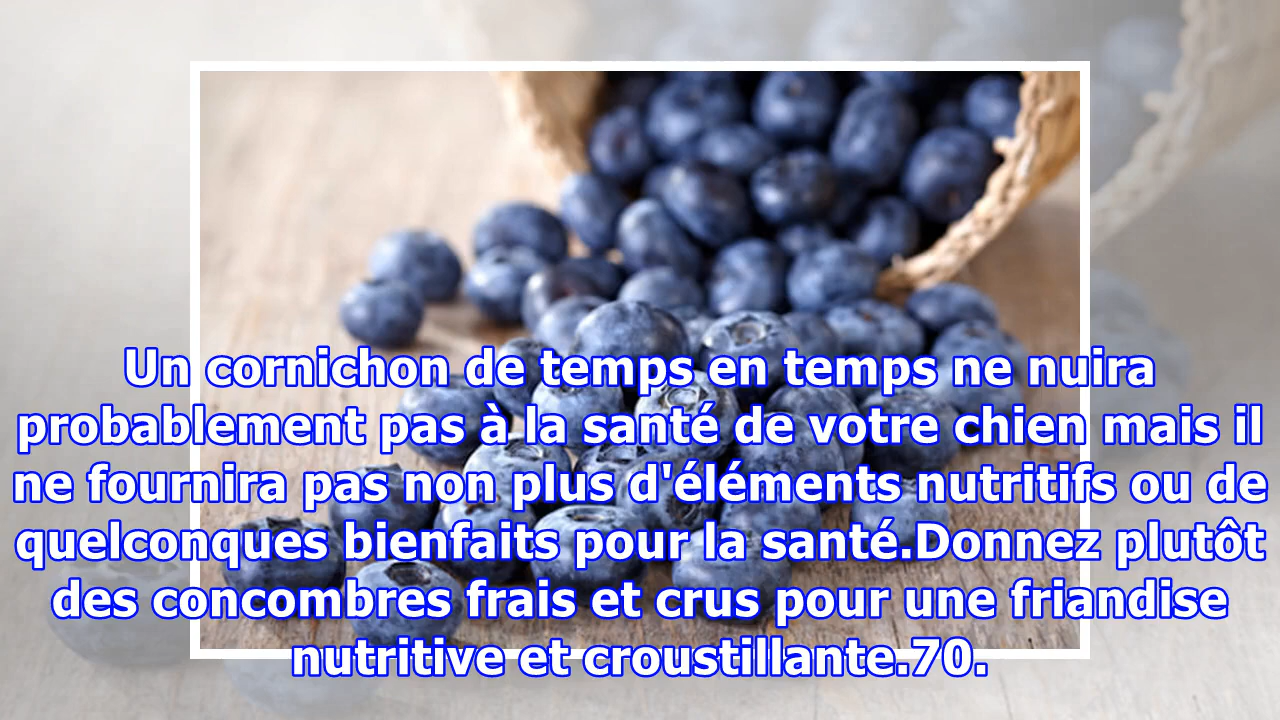 Un cornichon de temps en temps ne nuira
probablement pas à la santé de votre chien mais il
ne fournira pas non plus d'éléments nutritifs ou de
quelconques bienfaits pour la santé.Donnez plutôt
des concombres frais et crus pour une friandise
nutritive et croustillante.70.